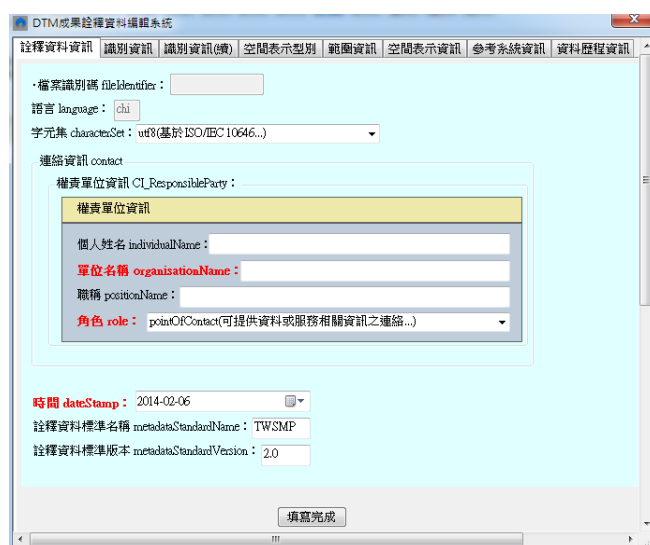 DTM成果詮釋資料編輯系統
詮釋資料資訊 識別資訊 識別資訊(續) 空間表示型別 範圍資訊 空間表示資訊 參考系統資訊 資料歷程資訊
·檔案識別碼 fileIdentifier：
語言 language： chi
字元集 characterSet： utf8(基於 ISO/IEC 10646...)
連絡資訊 contact
權責單位資訊 CI_ResponsibleParty：
權責單位資訊
個人姓名 individualName：
單位名稱 organisationName：
職稱 positionName：
角色 role： pointOfContact(可提供資料或服務相關資訊之連絡...)
時間 dateStamp： 2014-02-06
詮釋資料標準名稱 metadataStandardName： TWSMP
詮釋資料標準版本 metadataStandardVersion： 2.0
填寫完成